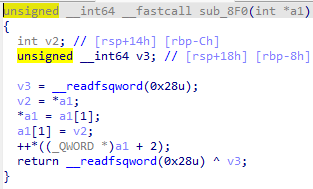 unsigned __int64 __fastcall sub_8F0(int *a1)
{
  int v2; // [rsp+14h] [rbp-Ch]
  unsigned __int64 v3; // [rsp+18h] [rbp-8h]

  v3 = __readfsqword(0x28u);
  v2 = *a1;
  *a1 = a1[1];
  a1[1] = v2;
  ++*((_QWORD *)a1 + 2);
  return __readfsqword(0x28u) ^ v3;
}